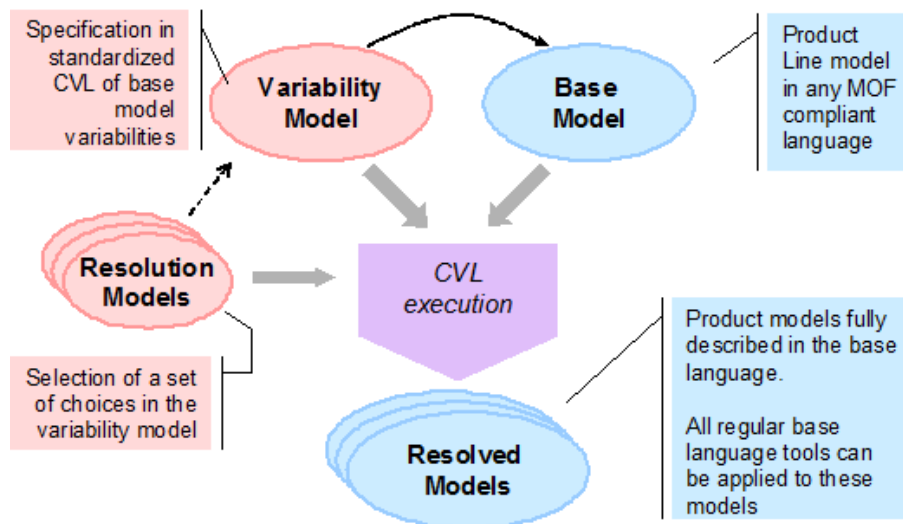 Specification in
standardized
CVL of base
model
variabilities
Variability
Model
Base
Model
Product
Line model
in any MOF
compliant
language
Resolution
Models
CVL
execution
Selection of a set
of choices in the
variability model
Product models fully
described in the base
language.
All regular base
language tools can
be applied to these
models
Resolved
Models